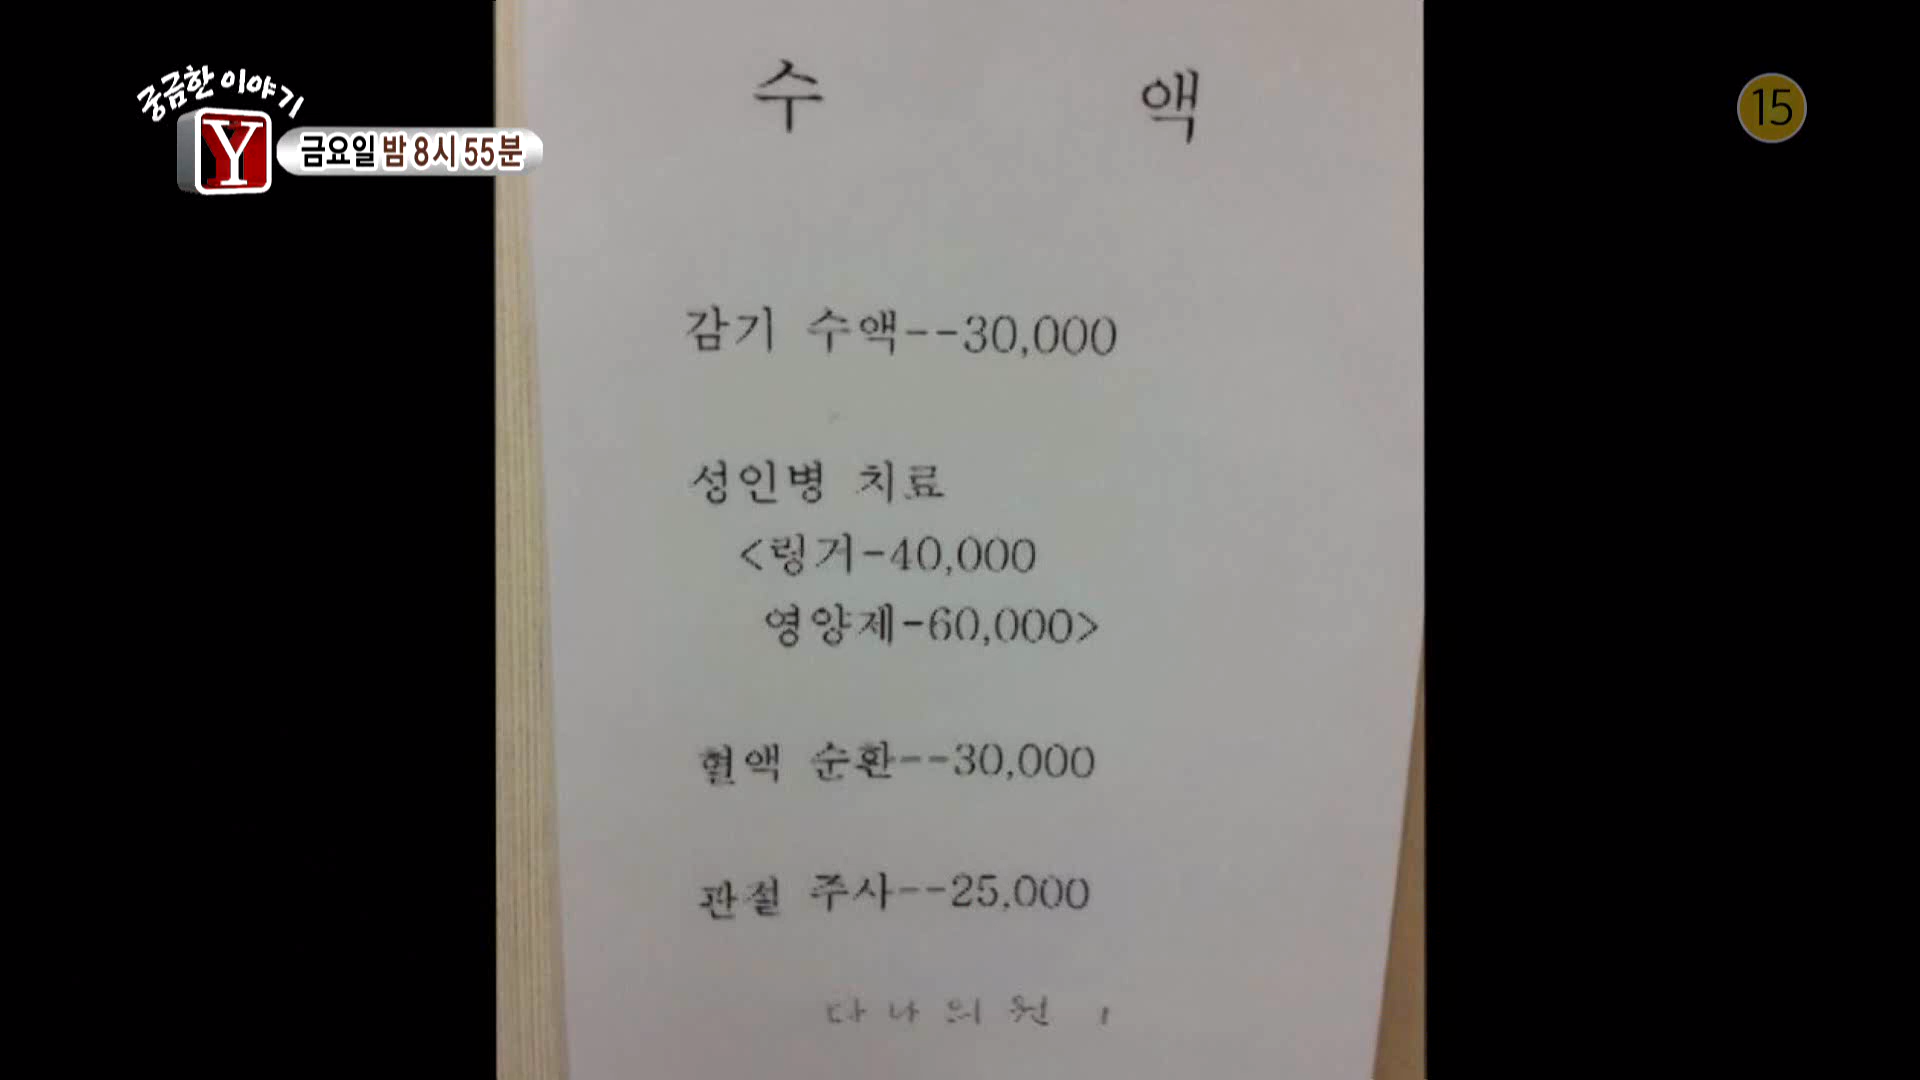 궁금한 이야기
Y
금요일 밤 8시 55분
15
수 액
감기 수액--30,000
성인병 치료
<링거-40,000
영양제-60,000>
혈액 순환--30,000
관절 주사--25,000
다나의원